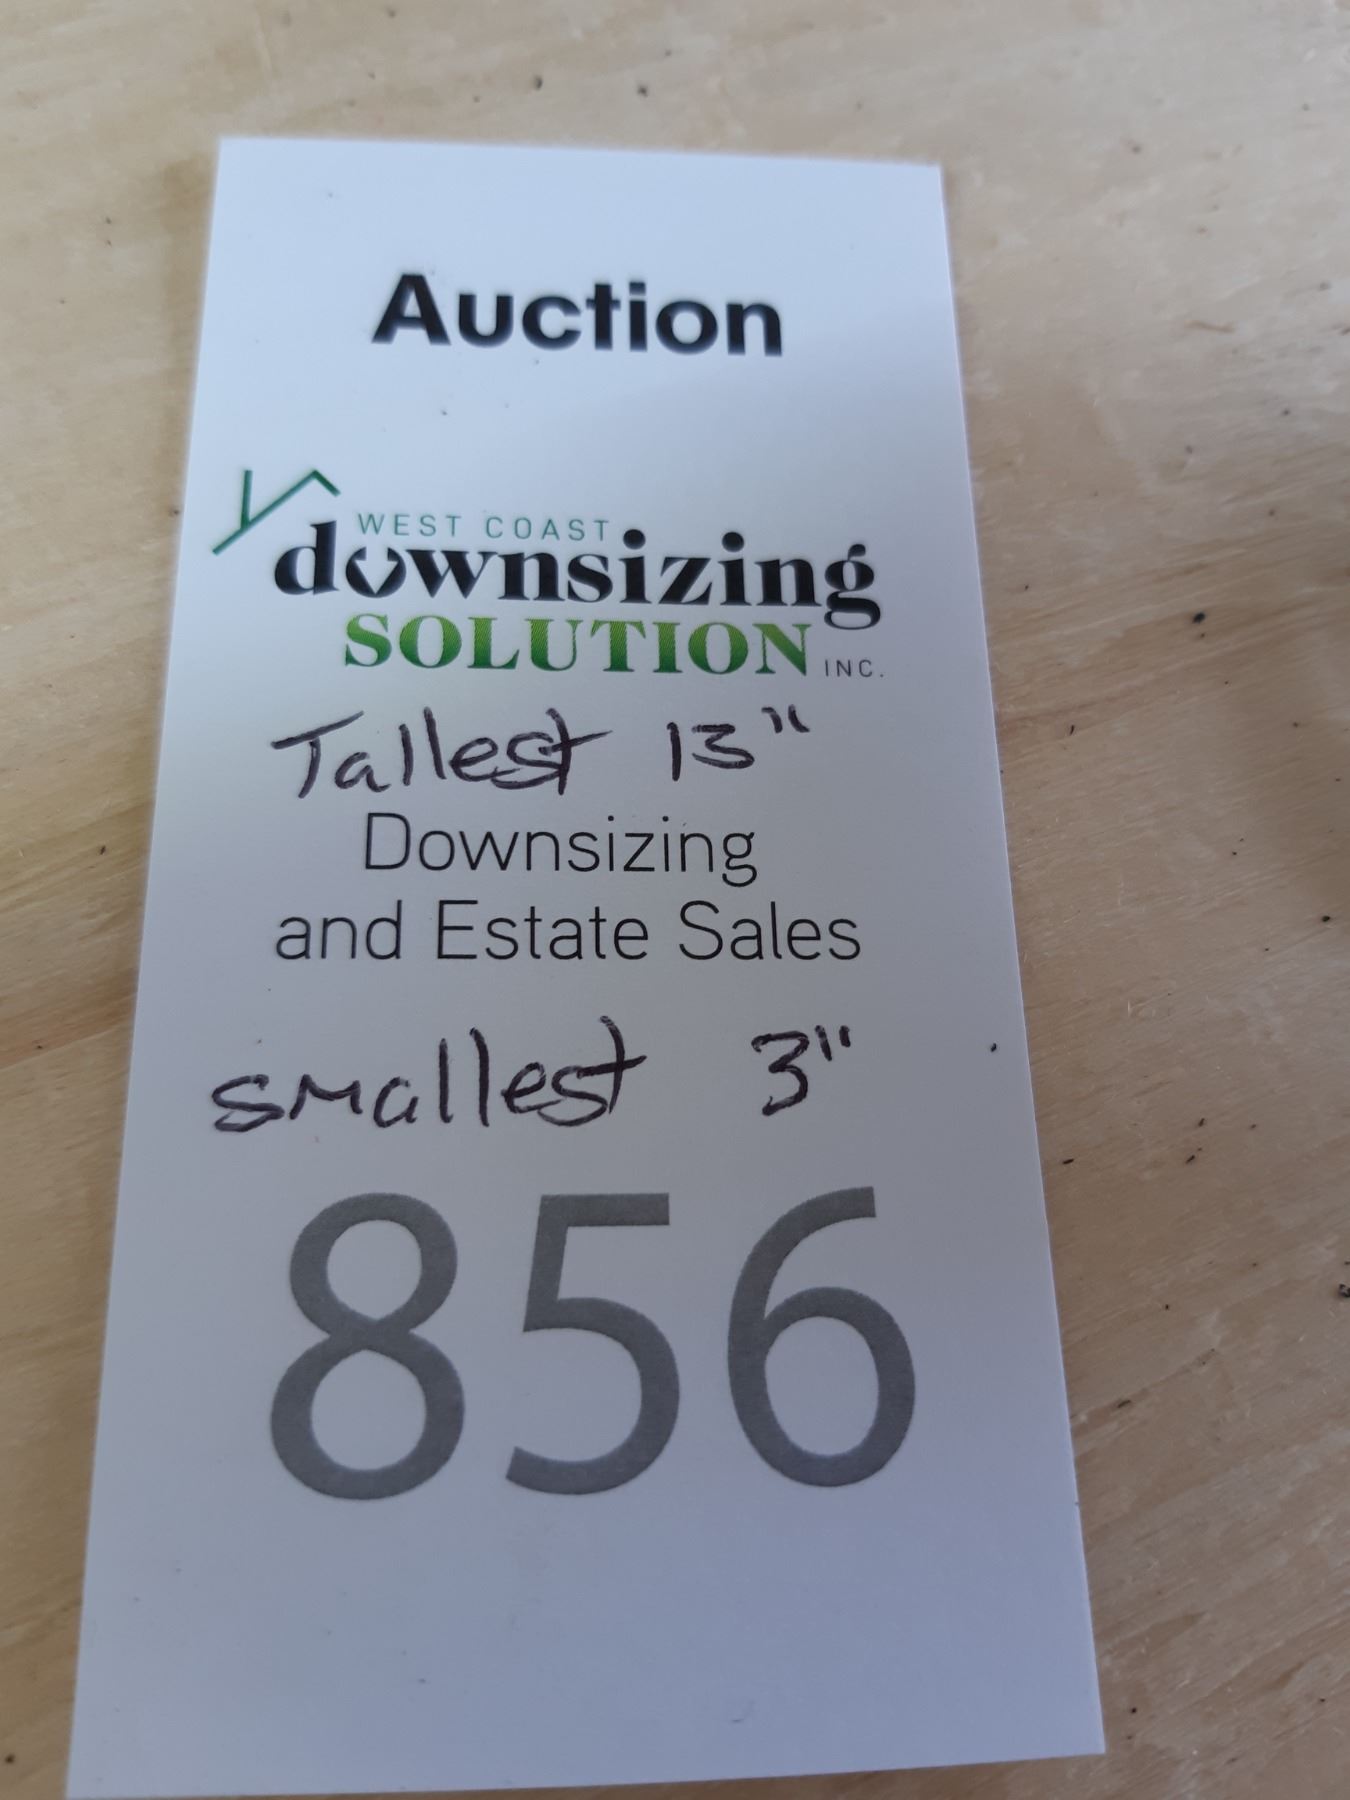 Auction
WEST COAST
downsizing
SOLUTION INC.
Tallest 13"
Downsizing
and Estate Sales
smallest 3"
856